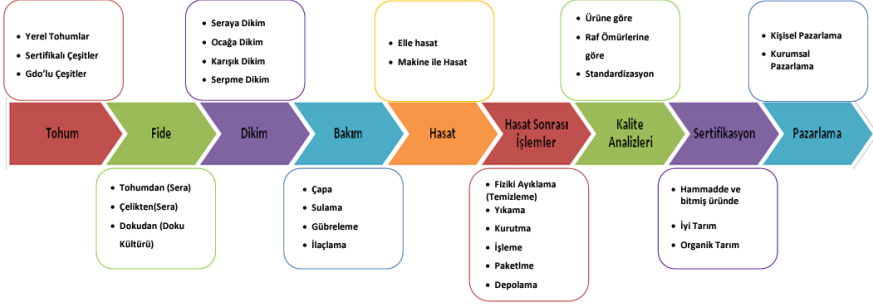 • Yerel Tohumlar
• Sertifikalı Çeşitler
• Gdo'lu Çeşitler
• Seraya Dikim
• Ocağa Dikim
• Karışık Dikim
• Serpme Dikim
• Elle hasat
• Makine ile Hasat
• Ürüne göre
• Raf Ömürlerine
göre
• Standardizasyon
• Kişisel Pazarlama
• Kurumsal
Pazarlama
Tohum
Fide
Dikim
Bakım
Hasat
Hasat Sonrası
İşlemler
Kalite
Analizleri
Sertifikasyon
Pazarlama
• Tohumdan (Sera)
• Çelikten(Sera)
• Dokudan (Doku
Kültürü)
• Çapa
• Sulama
• Gübreleme
• İlaçlama
• Fiziki Ayıklama
(Temizleme)
• Yıkama
• Kurutma
• İşleme
• Paketlme
• Depolama
• Hammadde ve
bitmiş üründe
• İyi Tarım
• Organik Tarım